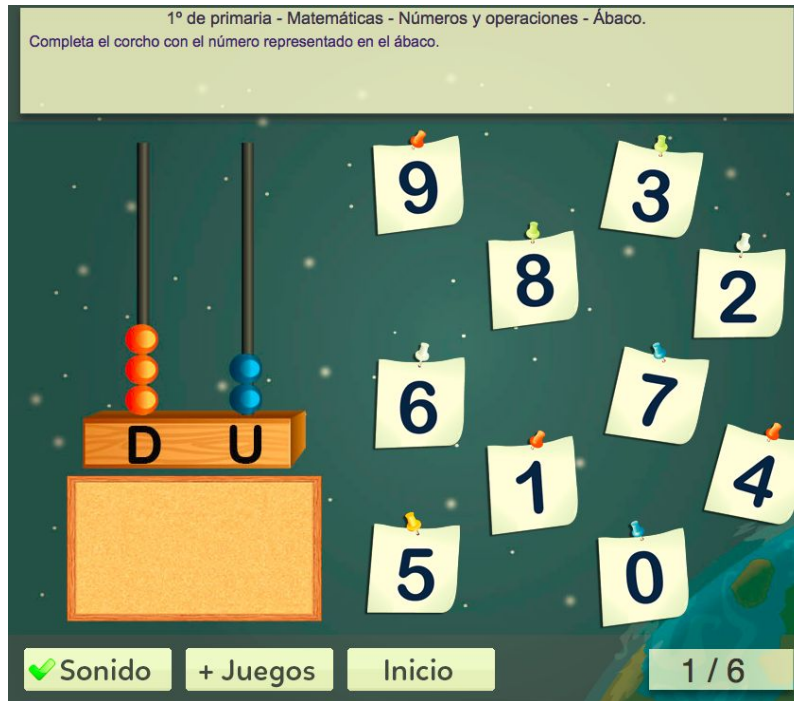 1º de primaria - Matemáticas - Números y operaciones - Ábaco.
Completa el corcho con el número representado en el ábaco.
9
3
8
2
6
7
1
4
5
0
D U
Sonido
+ Juegos
Inicio
1 / 6